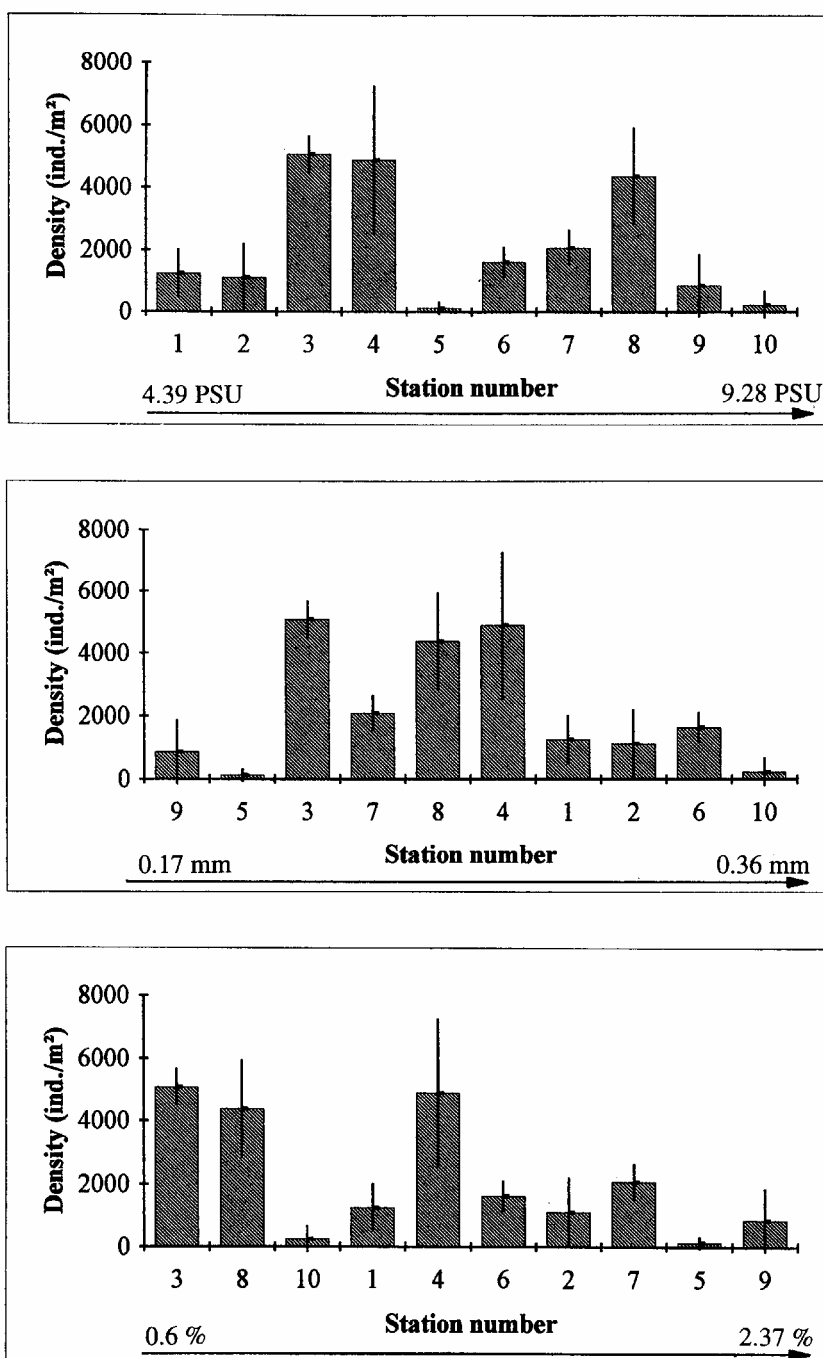 8000
6000
4000
2000
0
Density (ind./m²)
1 2 3 4 5 6 7 8 9 10
Station number
4.39 PSU 9.28 PSU
8000
6000
4000
2000
0
Density (ind./m²)
9 5 3 7 8 4 1 2 6 10
Station number
0.17 mm 0.36 mm
8000
6000
4000
2000
0
Density (ind./m²)
3 8 10 1 4 6 2 7 5 9
Station number
0.6 % 2.37 %